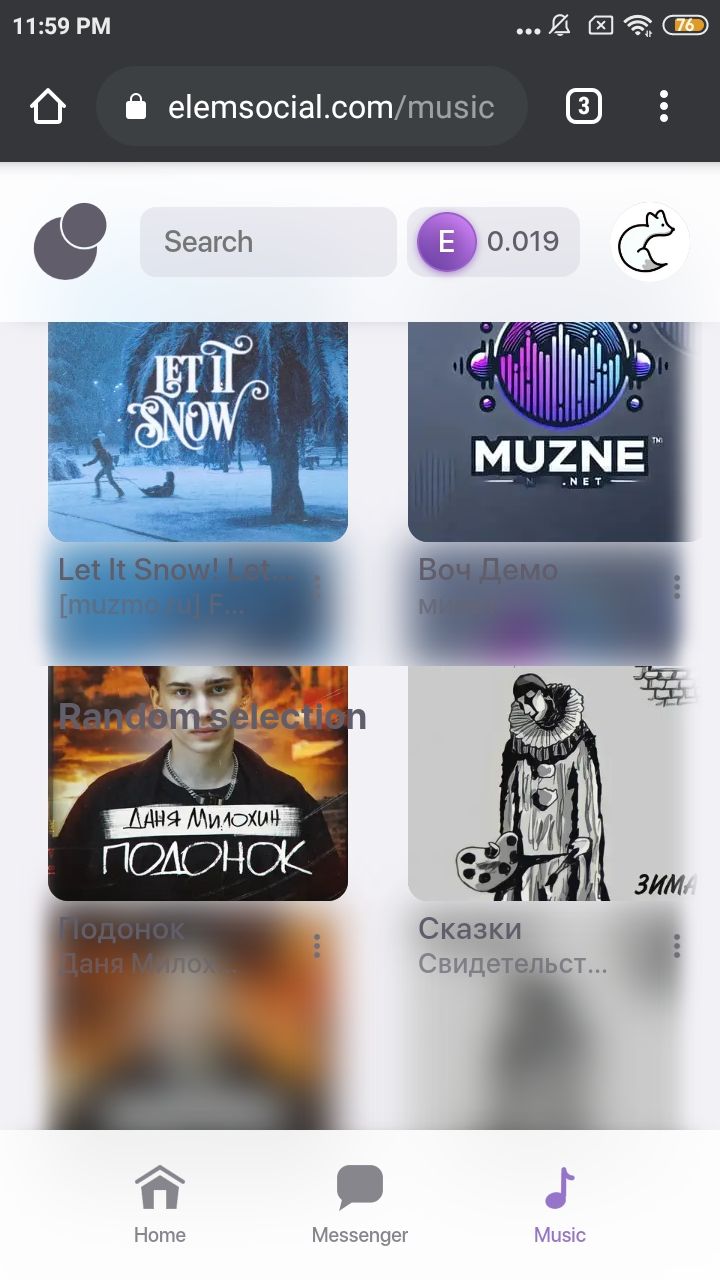 11:59 PM
76
elemsocial.com/music
3
Search
E 0.019
LET IT
SNOW
MUZNE
™
.NET
Let It Snow! Let...
Воч Демо
[muzmo.ru] F...
Random selection
ДАНЯ МИЛОХИН
ПОДОНОК
ЗИМА
Подонок
Сказки
Даня Милох...
Свидетельст...
Home
Messenger
Music